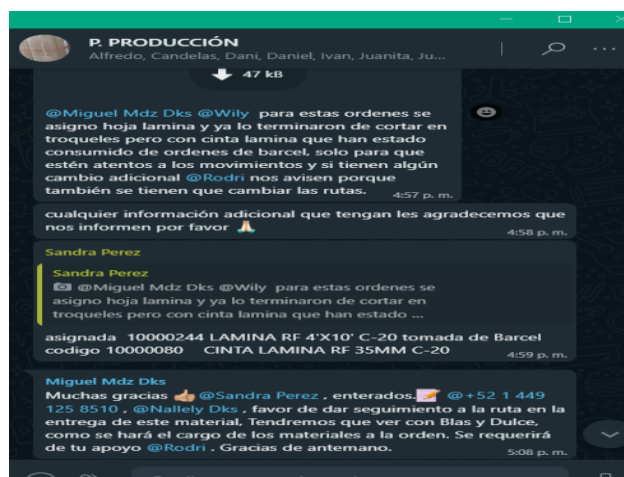 P. PRODUCCIÓN
Alfredo, Candelas, Dani, Daniel, Ivan, Juanita, Ju...
47 kB
@Miguel Mdz Dks @Wily para estas ordenes se
asigno hoja lamina y ya lo terminaron de cortar en
troqueles pero con cinta lamina que han estado
consumido de ordenes de barcel, solo para que
estén atentos a los movimientos y si tienen algún
cambio adicional @Rodri nos avisen porque
también se tienen que cambiar las rutas.
4:57 p. m.
cualquier información adicional que tengan les agradecemos que
nos informen por favor 🙏🏻
4:58 p. m.
Sandra Perez
Sandra Perez
📷 @Miguel Mdz Dks @Wily para estas ordenes se
asigno hoja lamina y ya lo terminaron de cortar en
troqueles pero con cinta lamina que han estado ...
asignada 10000244 LAMINA RF 4'X10' C-20 tomada de Barcel
codigo 10000080 CINTA LAMINA RF 35MM C-20
4:59 p. m.
Miguel Mdz Dks
Muchas gracias 👍🏼 @Sandra Perez , enterados.📝 @+52 1 449
125 8510 , @Nallely Dks , favor de dar seguimiento a la ruta en la
entrega de este material, Tendremos que ver con Blas y Dulce,
como se hará el cargo de los materiales a la orden. Se requerirá
de tu apoyo @Rodri . Gracias de antemano.
5:08 p. m.